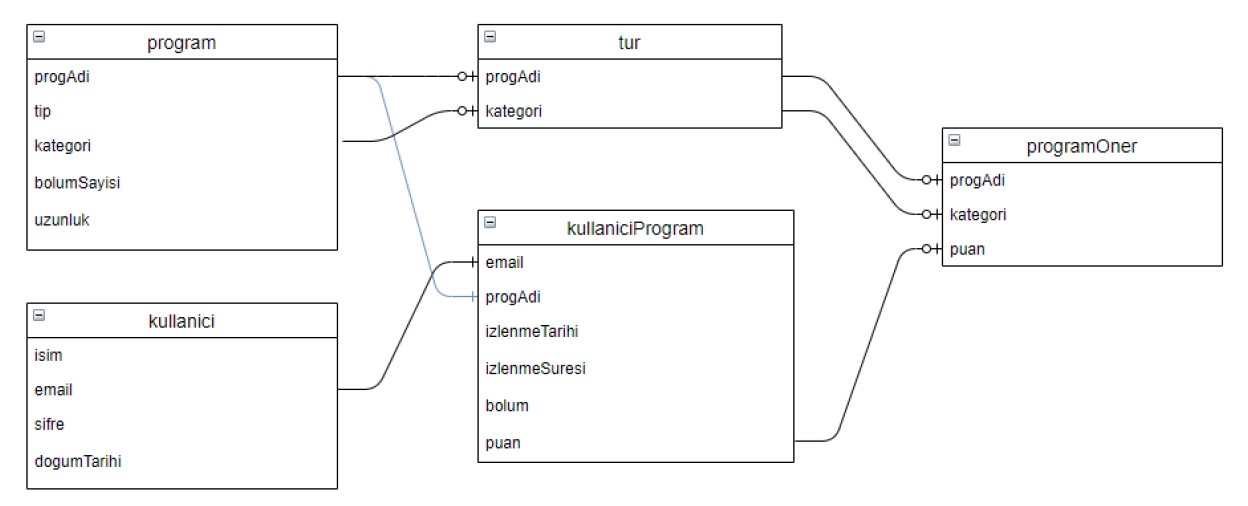 program
progAdi
tip
kategori
bolumSayisi
uzunluk
kullanici
isim
email
sifre
dogumTarihi
tur
progAdi
kategori
kullaniciProgram
email
progAdi
izlenmeTarihi
izlenmeSuresi
bolum
puan
programOner
progAdi
kategori
puan